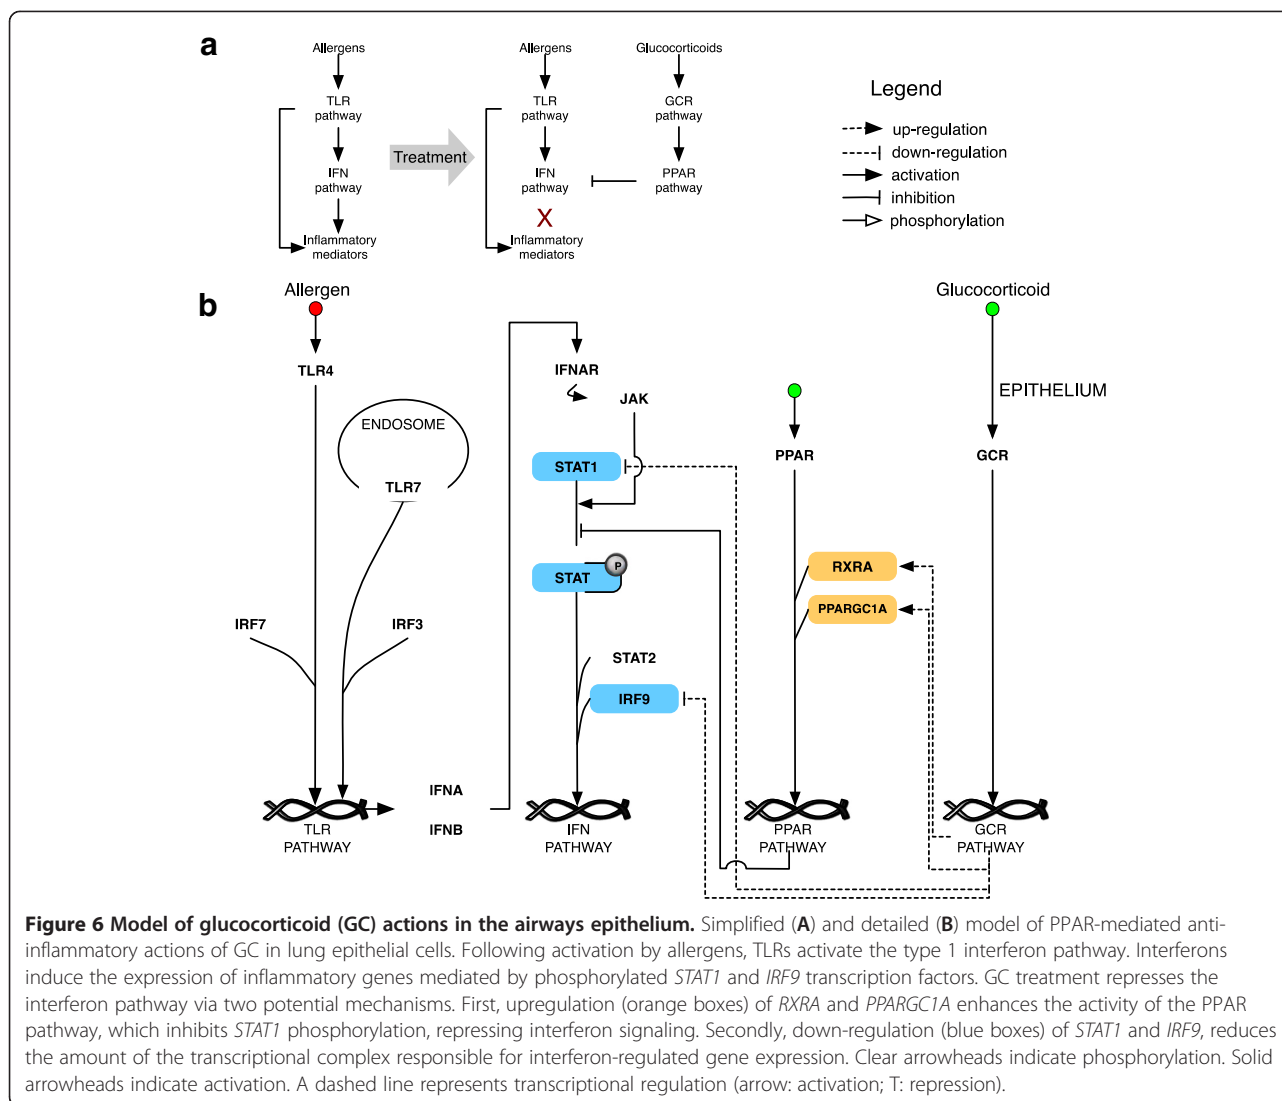 a
Allergens
TLR
pathway
IFN
pathway
Inflammatory
mediators
Treatment
Allergens
TLR
pathway
IFN
pathway
X
Inflammatory
mediators
Glucocorticoids
GCR
pathway
PPAR
pathway
Legend
up-regulation
down-regulation
activation
inhibition
phosphorylation
b
Allergen
TLR4
ENDOSOME
TLR7
IRF7
IRF3
TLR
PATHWAY
IFNA
IFNB
IFNAR
JAK
STAT1
STAT
P
STAT2
IRF9
IFN
PATHWAY
PPAR
RXRA
PPARGC1A
PPAR
PATHWAY
Glucocorticoid
EPITHELIUM
GCR
GCR
PATHWAY
Figure 6 Model of glucocorticoid (GC) actions in the airways epithelium. Simplified (A) and detailed (B) model of PPAR-mediated anti-
inflammatory actions of GC in lung epithelial cells. Following activation by allergens, TLRs activate the type 1 interferon pathway. Interferons
induce the expression of inflammatory genes mediated by phosphorylated STAT1 and IRF9 transcription factors. GC treatment represses the
interferon pathway via two potential mechanisms. First, upregulation (orange boxes) of RXRA and PPARGC1A enhances the activity of the PPAR
pathway, which inhibits STAT1 phosphorylation, repressing interferon signaling. Secondly, down-regulation (blue boxes) of STAT1 and IRF9, reduces
the amount of the transcriptional complex responsible for interferon-regulated gene expression. Clear arrowheads indicate phosphorylation. Solid
arrowheads indicate activation. A dashed line represents transcriptional regulation (arrow: activation; T: repression).